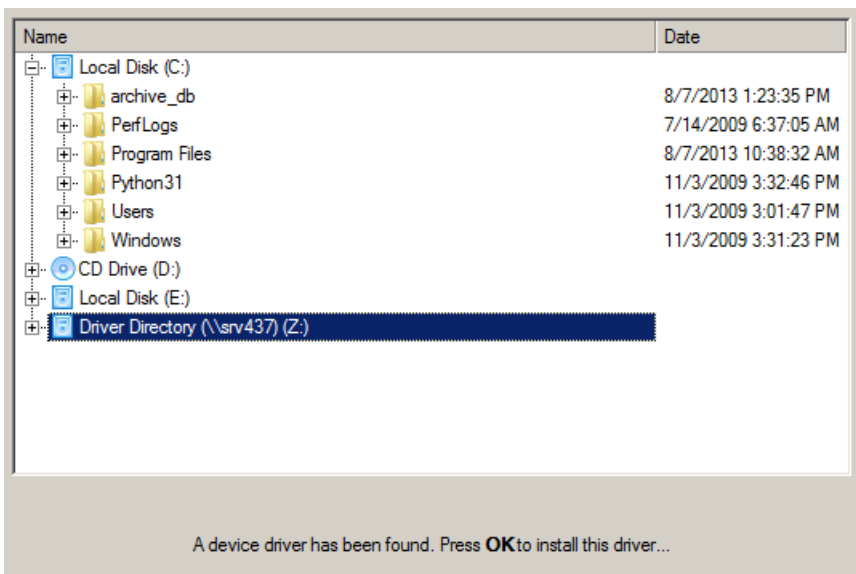 Name Date
Local Disk (C:)
archive_db 8/7/2013 1:23:35 PM
PerfLogs 7/14/2009 6:37:05 AM
Program Files 8/7/2013 10:38:32 AM
Python31 11/3/2009 3:32:46 PM
Users 11/3/2009 3:01:47 PM
Windows 11/3/2009 3:31:23 PM
CD Drive (D:)
Local Disk (E:)
Driver Directory (\\srv437) (Z:)
A device driver has been found. Press OK to install this driver...